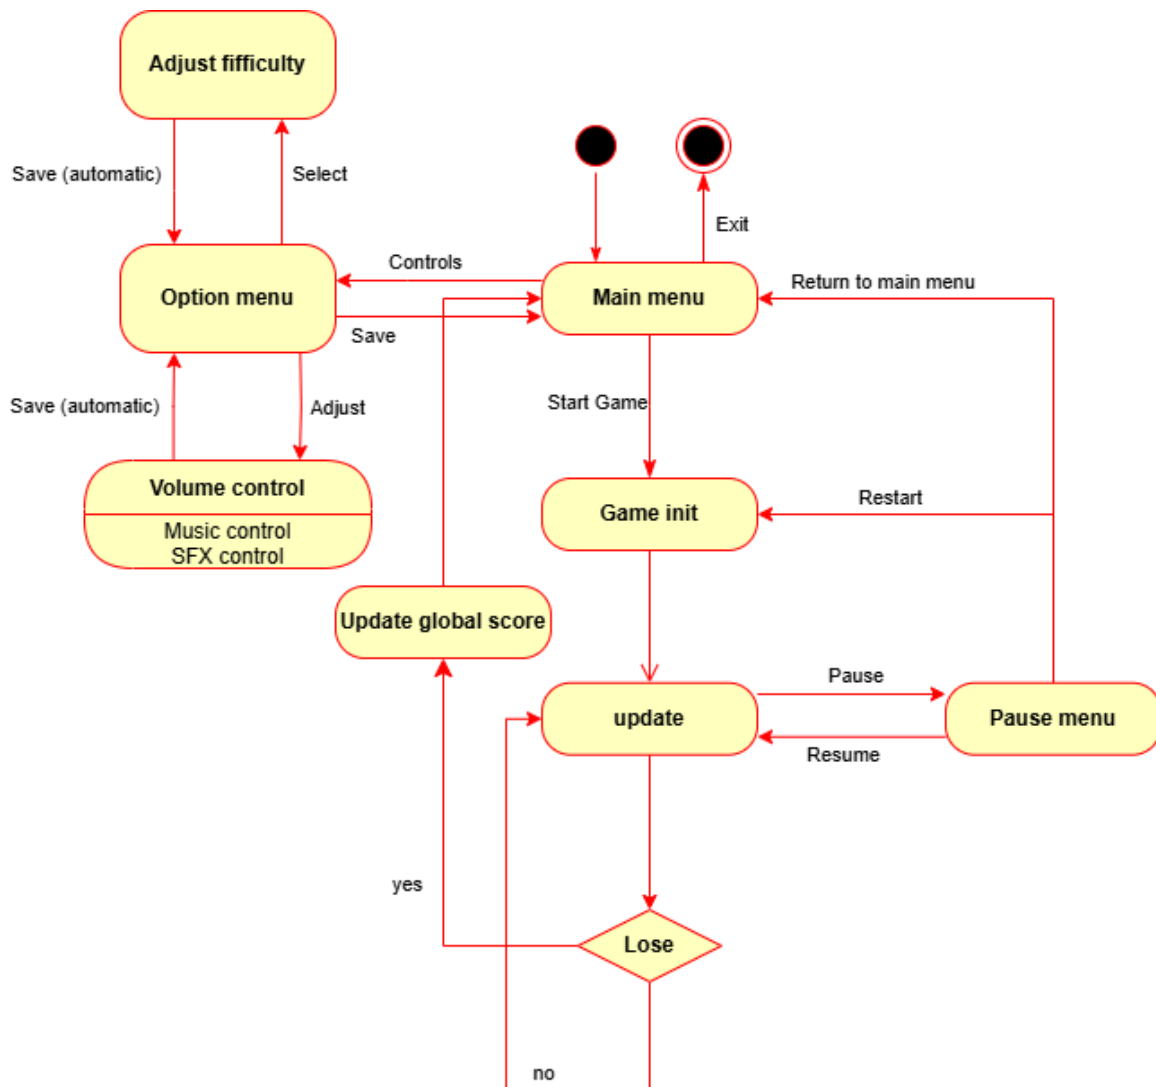 Adjust fifficulty
Save (automatic)
Select
Exit
Controls
Return to main menu
Option menu
Main menu
Save
Save (automatic)
Adjust
Start Game
Volume control
Music control
SFX control
Game init
Restart
Update global score
Pause
update
Pause menu
Resume
yes
Lose
no